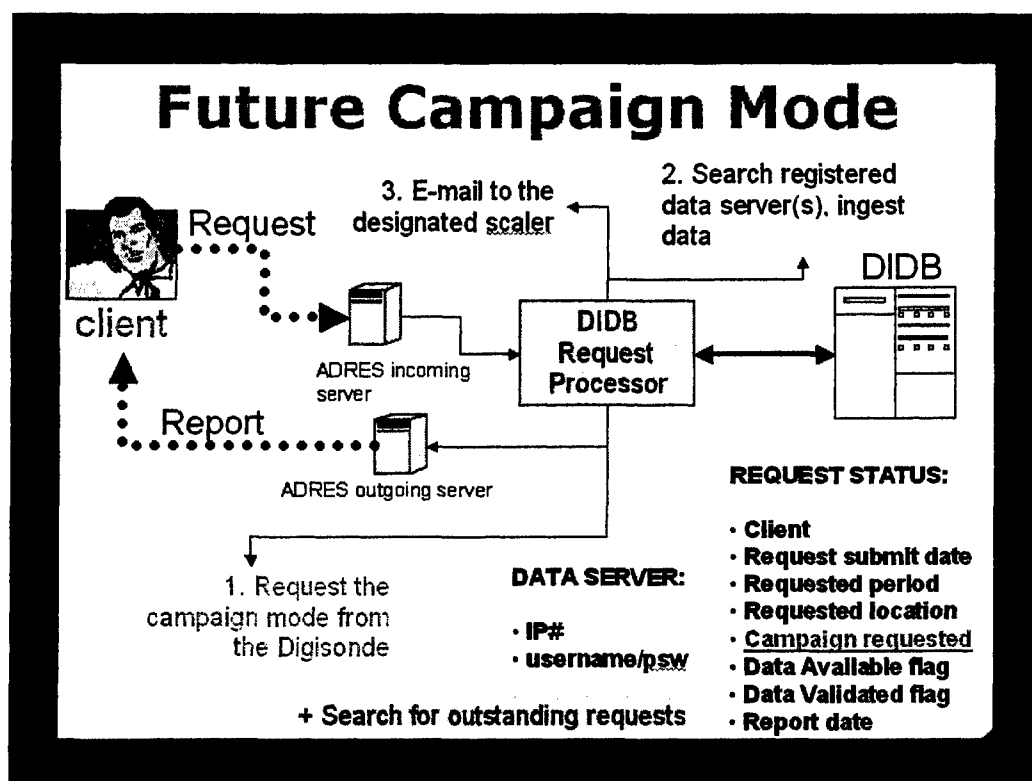 Future Campaign Mode
Request
client
Report
ADRES incoming
server
ADRES outgoing server
3. E-mail to the
designated scaler
2. Search registered
data server(s), ingest
data
DIDB
Request
Processor
DIDB
1. Request the
campaign mode from
the Digisonde
DATA SERVER:
· IP#
· username/psw
+ Search for outstanding requests
REQUEST STATUS:
· Client
· Request submit date
· Requested period
· Requested location
· Campaign requested
· Data Available flag
· Data Validated flag
· Report date